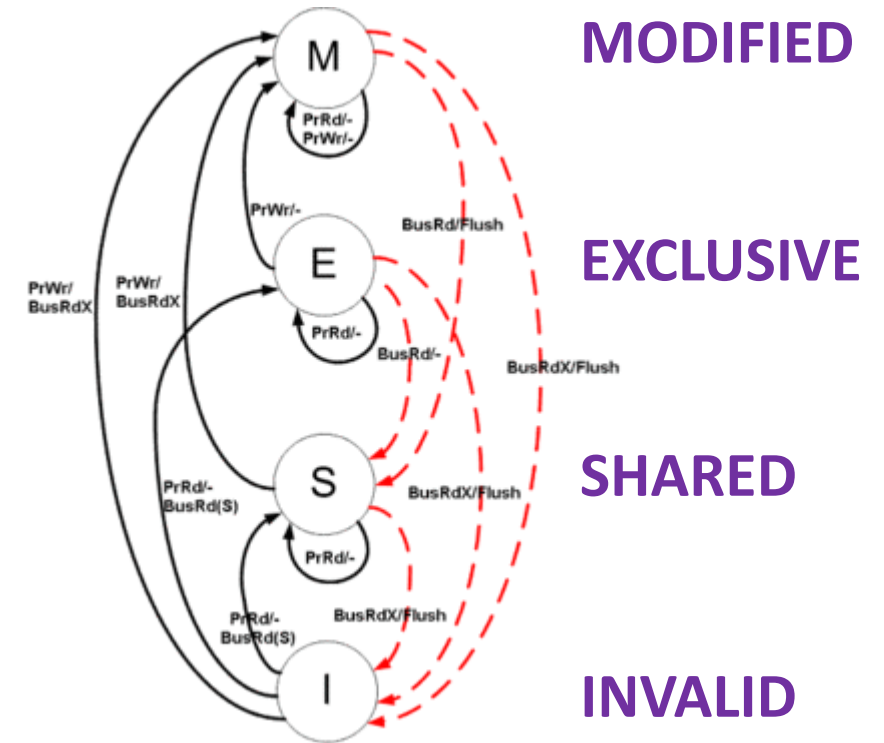 M
MODIFIED
PrRd/-
PrWr/-
PrWr/-
BusRd/Flush
E
EXCLUSIVE
PrWr/
BusRdX
PrWr/
BusRdX
PrRd/-
BusRd/-
BusRdX/Flush
S
SHARED
PrRd/-
BusRd(S)
BusRdX/Flush
PrRd/-
PrRd/-
BusRd(S)
BusRdX/Flush
I
INVALID